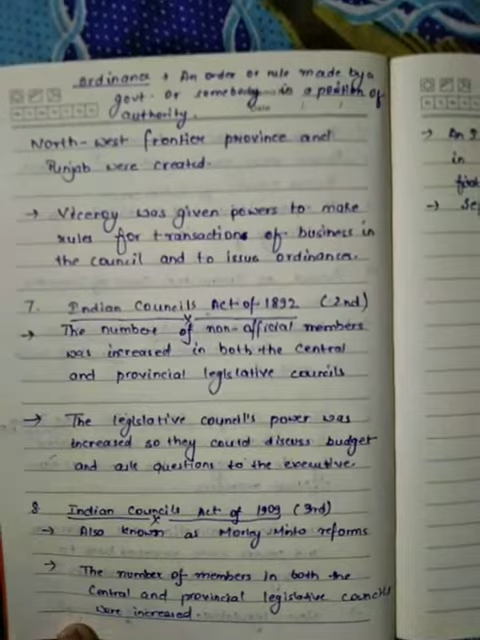 Ordinance → An order or rule made by a
govt. or somebody in a position of
authority.
Date / /
North-west frontier province and
Punjab were created.
→ Viceroy was given powers to make
rules for transactions of business in
the council and to issue ordinance.
7. Indian Councils Act of 1892 (2nd)
→ The number of non-official members
was increased in both the central
and provincial legislative councils
→ The legislative council's power was
increased so they could discuss budget
and ask questions to the executive.
8. Indian Councils Act of 1909 (3rd)
→ Also known as Morley Minto reforms
→ The number of members in both the
Central and provincial legislative councils
were increased
→ An
in
→ Sep